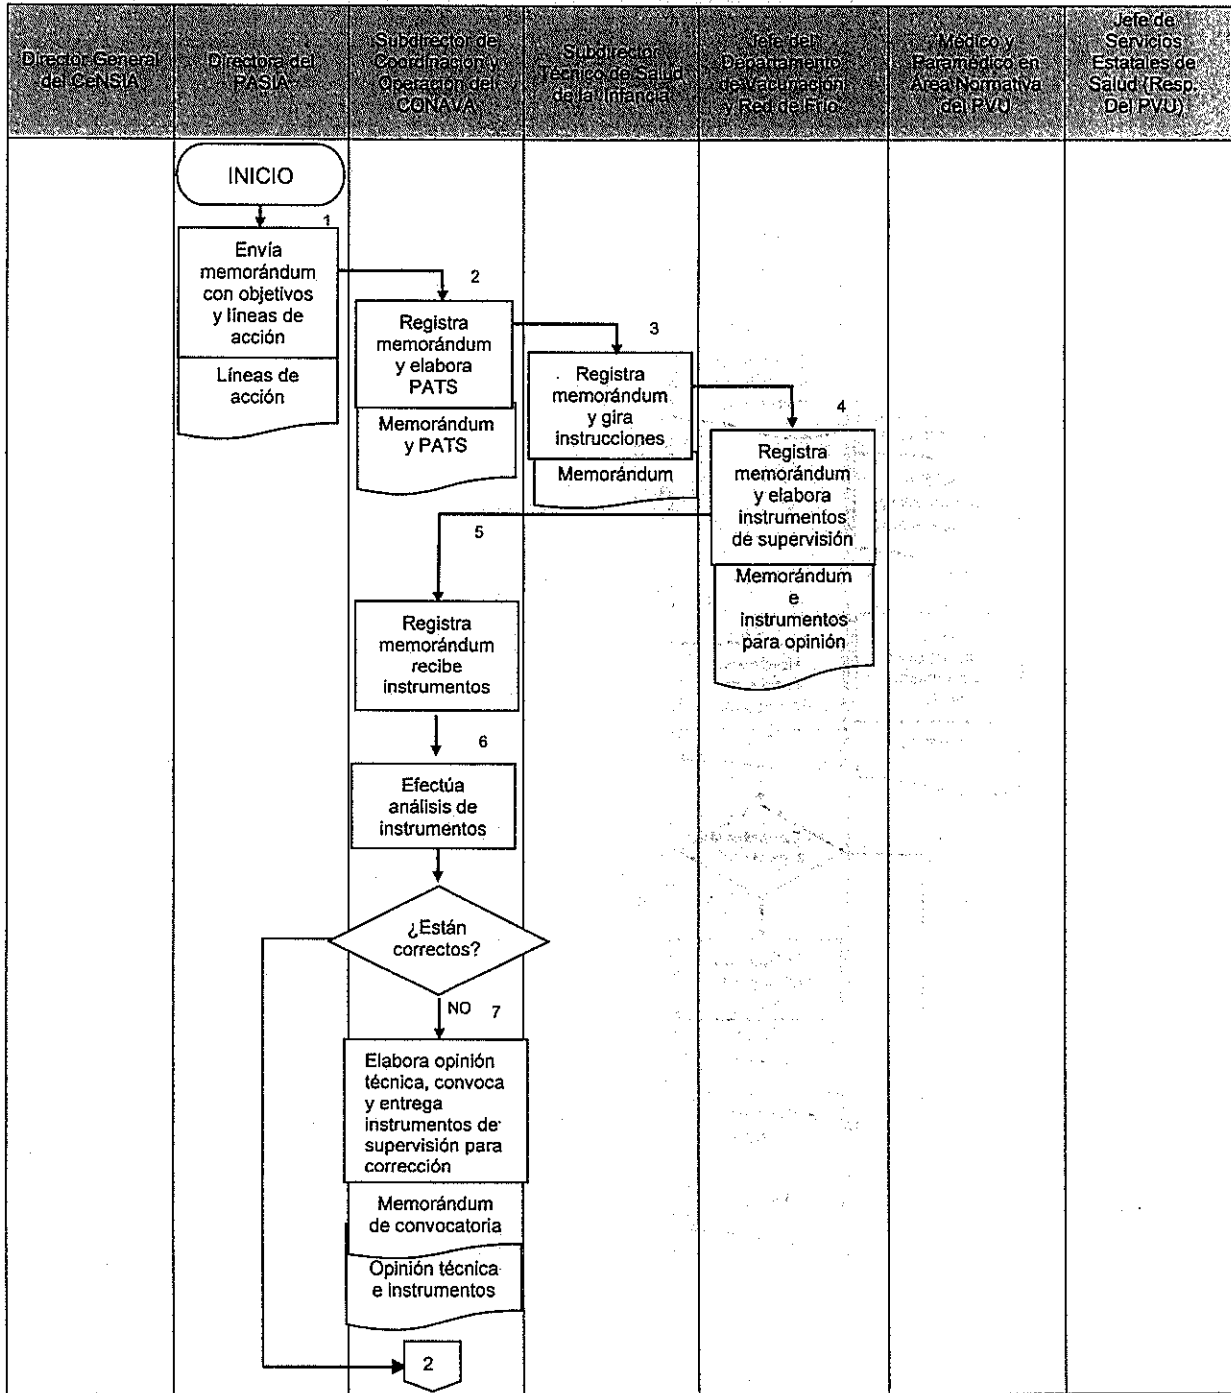 Director General
del CeNSIA
Directora del
PASIA
Subdirector de
Coordinación y
Operación del
CONAVA
Subdirector
Técnico de Salud
de la Infancia
Jefe del
Departamento
de Vacunación
y Red de Frío
Médico y
Paramédico en
Área Normativa
del PVU
Jefe de
Servicios
Estatales de
Salud (Resp.
Del PVU)
INICIO
1
Envía
memorándum
con objetivos
y líneas de
acción
Líneas de
acción
2
Registra
memorándum
y elabora
PATS
Memorándum
y PATS
3
Registra
memorándum
y gira
instrucciones
Memorándum
4
Registra
memorándum
y elabora
instrumentos
de supervisión
Memorándum
e
instrumentos
para opinión
5
Registra
memorándum
recibe
instrumentos
6
Efectúa
análisis de
instrumentos
¿Están
correctos?
NO 7
Elabora opinión
técnica, convoca
y entrega
instrumentos de
supervisión para
corrección
Memorándum
de convocatoria
Opinión técnica
e instrumentos
2